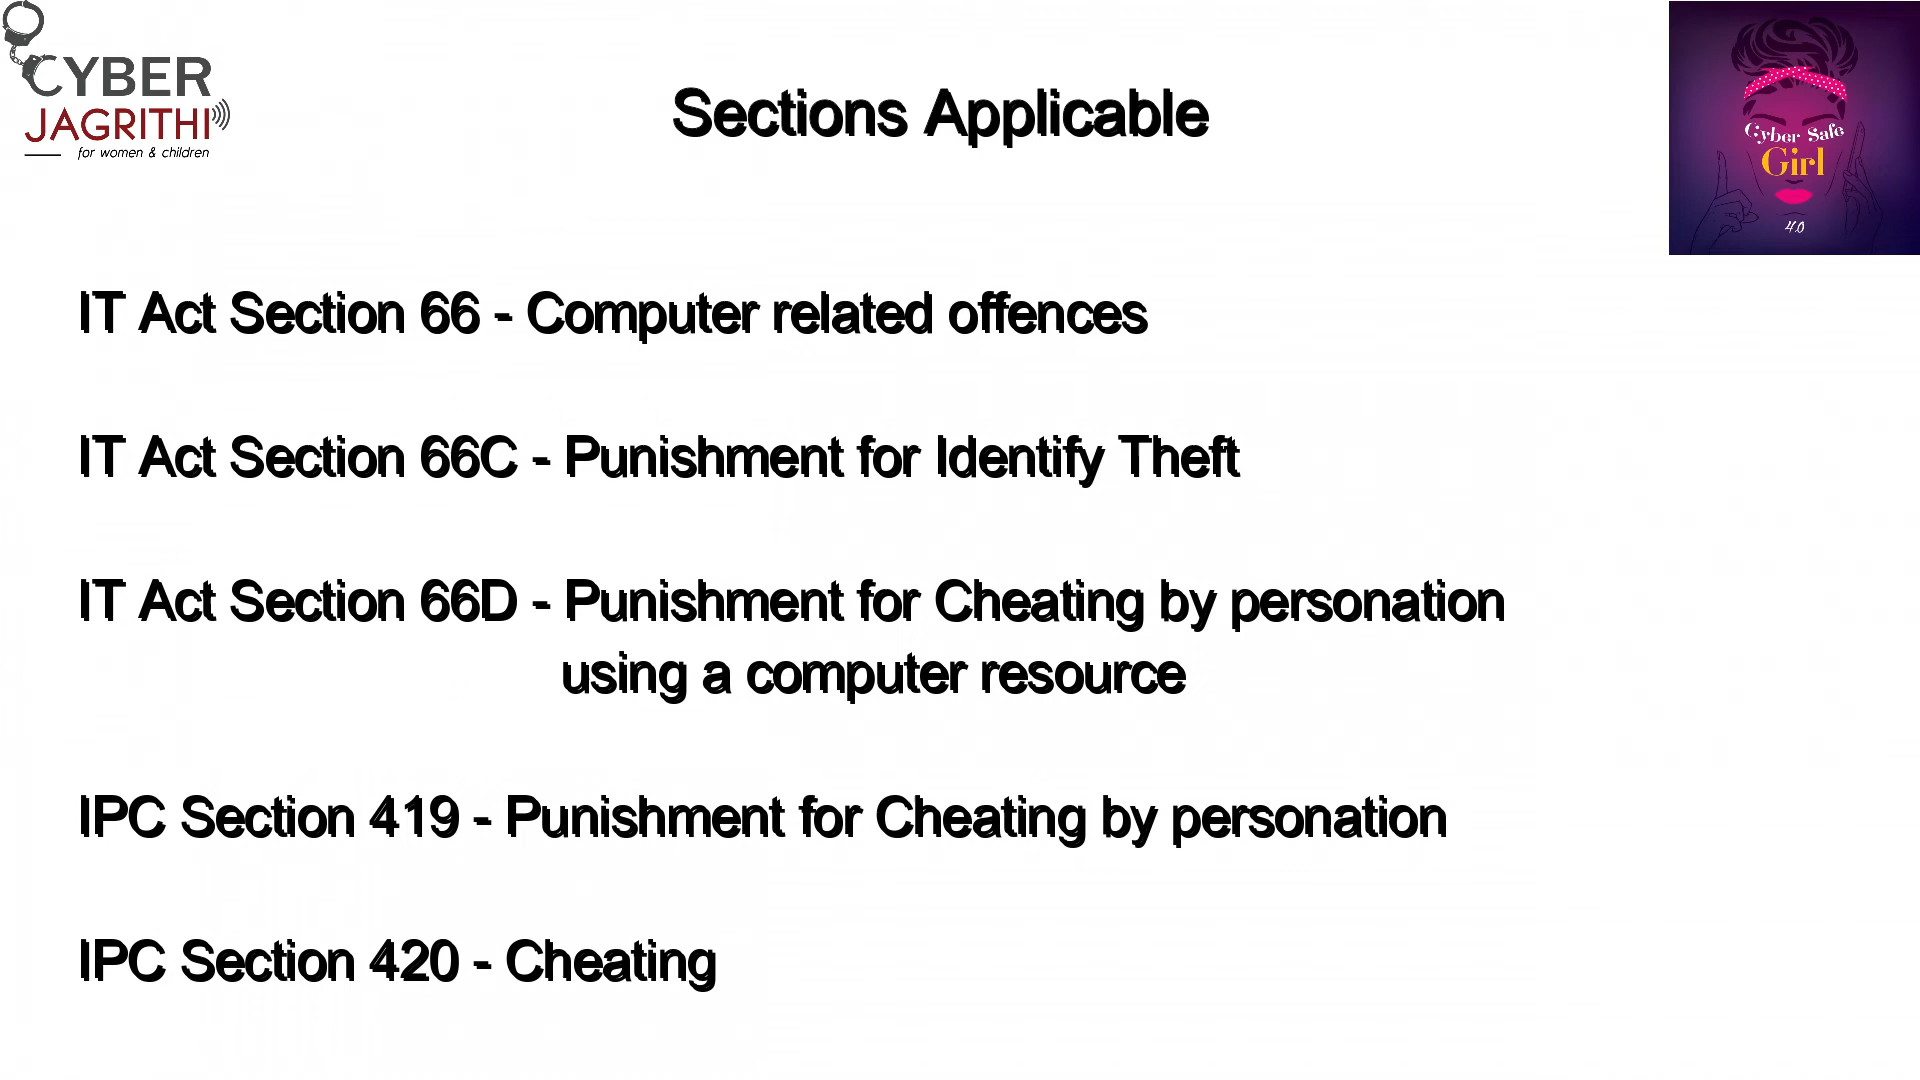 CYBER
JAGRITHI
for women & children
Sections Applicable
Cyber Safe
Girl
4.0
IT Act Section 66 - Computer related offences
IT Act Section 66C - Punishment for Identify Theft
IT Act Section 66D - Punishment for Cheating by personation
using a computer resource
IPC Section 419 - Punishment for Cheating by personation
IPC Section 420 - Cheating